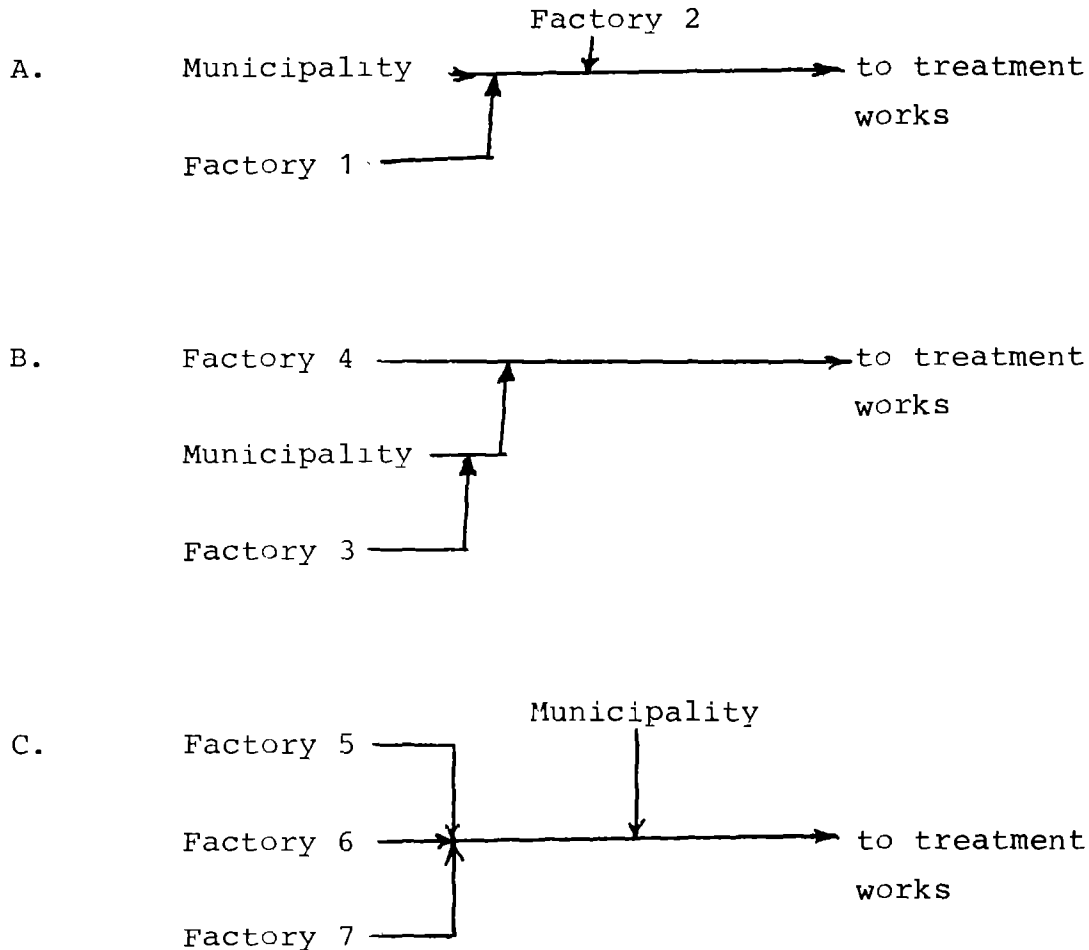 Factory 2
A. Municipality to treatment
works
Factory 1
B. Factory 4 to treatment
works
Municipality
Factory 3
Municipality
C. Factory 5
Factory 6 to treatment
works
Factory 7